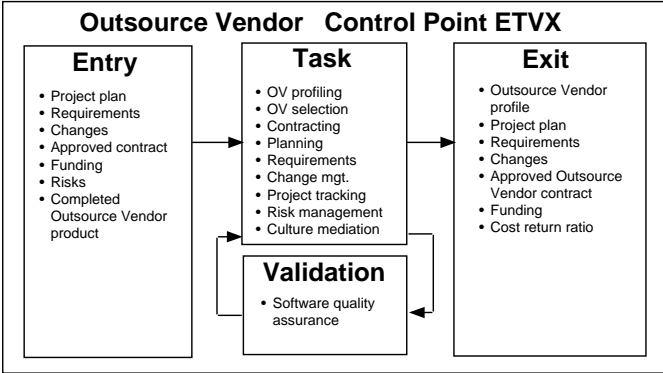 Outsource Vendor Control Point ETVX
Entry
• Project plan
• Requirements
• Changes
• Approved contract
• Funding
• Risks
• Completed
Outsource Vendor
product
Task
• OV profiling
• OV selection
• Contracting
• Planning
• Requirements
• Change mgt.
• Project tracking
• Risk management
• Culture mediation
Validation
• Software quality
assurance
Exit
• Outsource Vendor
profile
• Project plan
• Requirements
• Changes
• Approved Outsource
Vendor contract
• Funding
• Cost return ratio